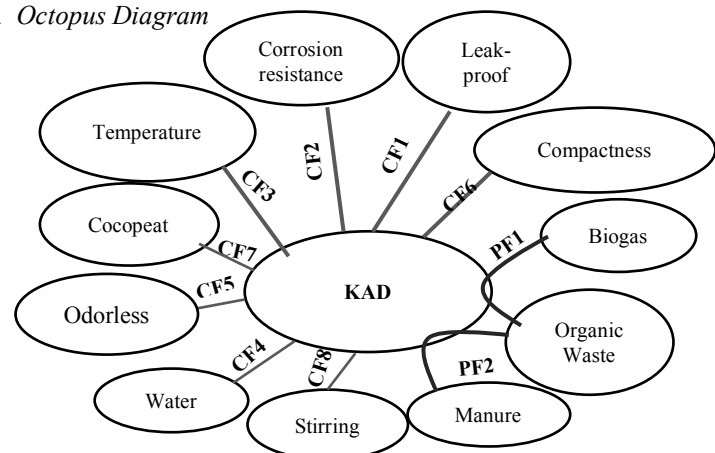 Octopus Diagram
Corrosion
resistance
Leak-
proof
Temperature
Compactness
CF2
CF1
CF3
CF6
Cocopeat
CF7
PF1
Biogas
CF5
KAD
Odorless
Organic
Waste
CF4
CF8
PF2
Water
Stirring
Manure